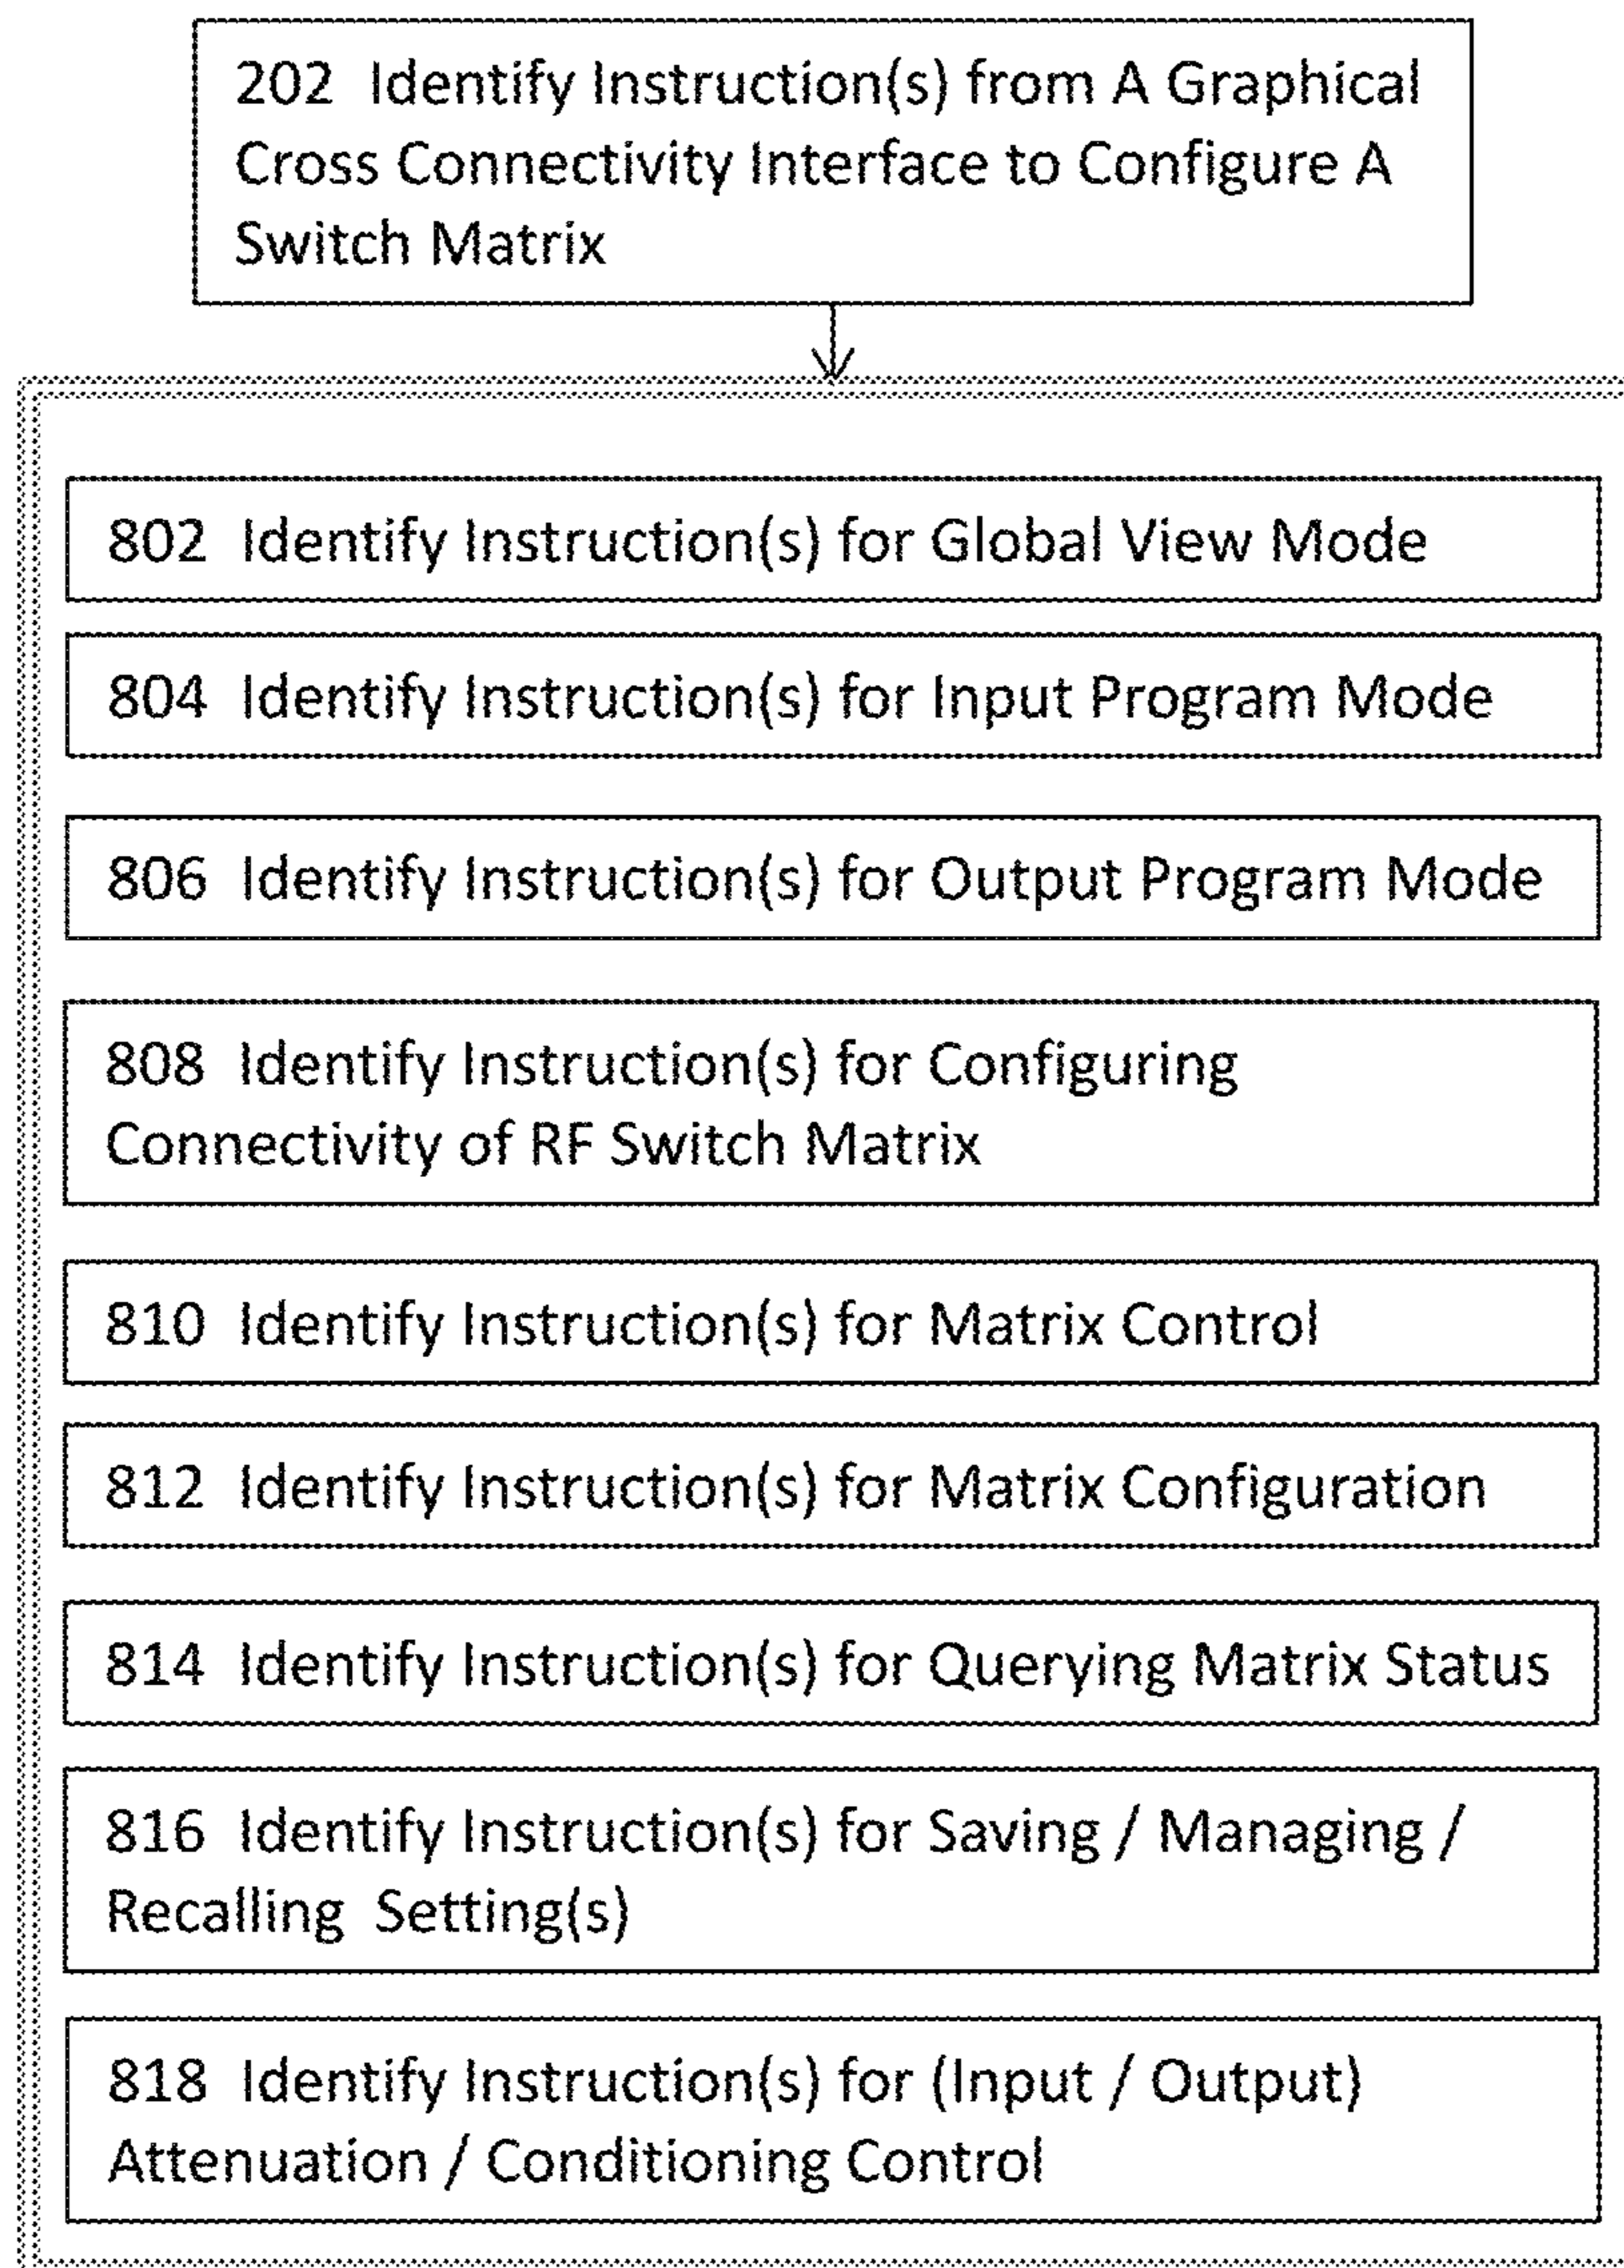 202 Identify Instruction(s) from A Graphical
Cross Connectivity Interface to Configure A
Switch Matrix
802 Identify Instruction(s) for Global View Mode
804 Identify Instruction(s) for Input Program Mode
806 Identify Instruction(s) for Output Program Mode
808 Identify Instruction(s) for Configuring
Connectivity of RF Switch Matrix
810 Identify Instruction(s) for Matrix Control
812 Identify Instruction(s) for Matrix Configuration
814 Identify Instruction(s) for Querying Matrix Status
816 Identify Instruction(s) for Saving / Managing /
Recalling Setting(s)
818 Identify Instruction(s) for (Input / Output)
Attenuation / Conditioning Control